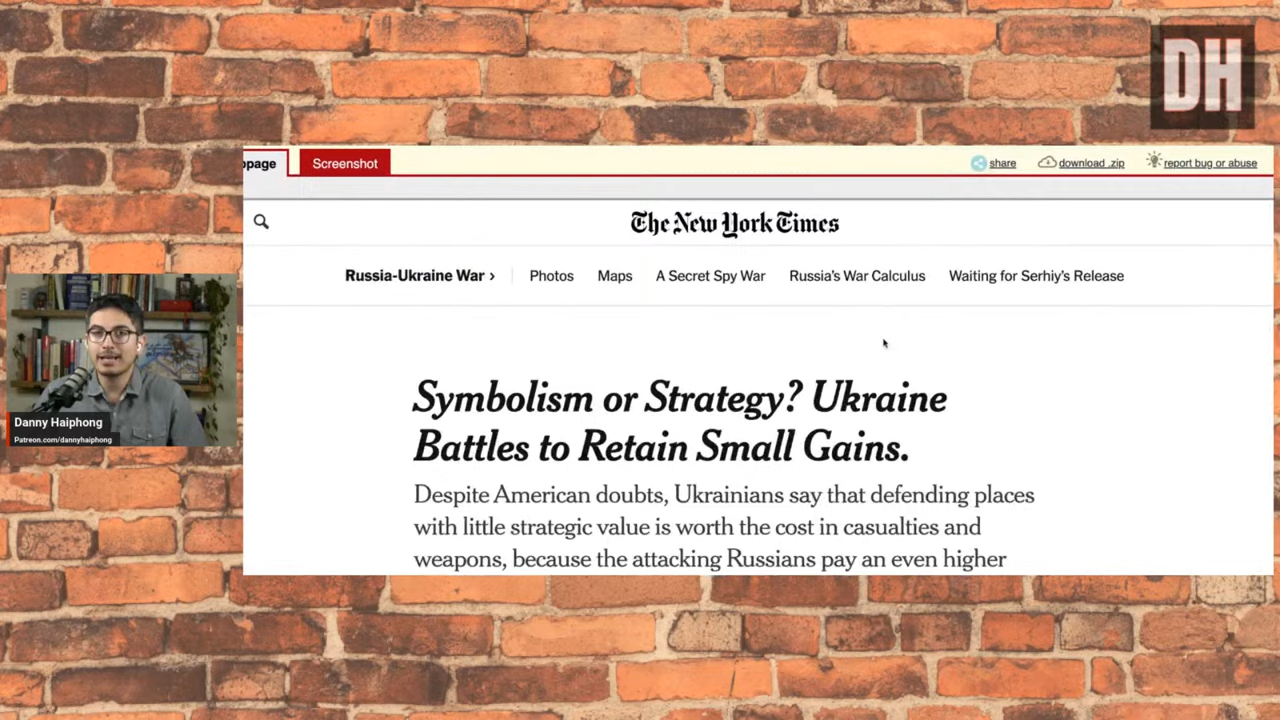 DH
ppage
Screenshot
share
download .zip
report bug or abuse
The New York Times
Russia-Ukraine War ›
Photos
Maps
A Secret Spy War
Russia's War Calculus
Waiting for Serhiy's Release
Symbolism or Strategy? Ukraine
Battles to Retain Small Gains.
Despite American doubts, Ukrainians say that defending places
with little strategic value is worth the cost in casualties and
weapons, because the attacking Russians pay an even higher
Danny Haiphong
Patreon.com/dannyhaiphong